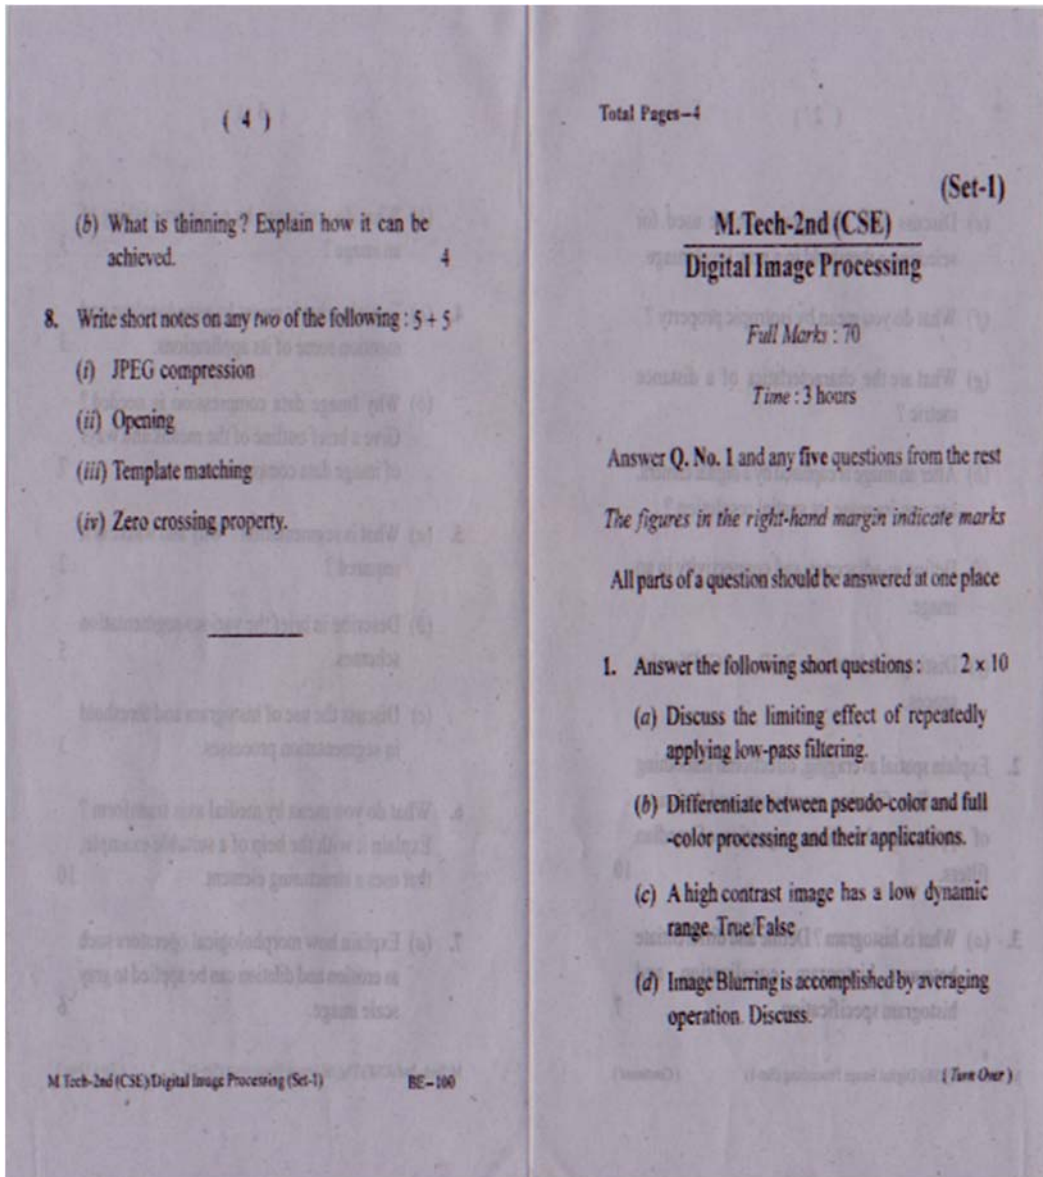 ( 4 )
(b) What is thinning? Explain how it can be
achieved. 4
8. Write short notes on any two of the following : 5 + 5
(i) JPEG compression
(ii) Opening
(iii) Template matching
(iv) Zero crossing property.
M.Tech-2nd (CSE)/Digital Image Processing (Set-1) BE–100
Total Pages–4
(Set-1)
M.Tech-2nd (CSE)
Digital Image Processing
Full Marks : 70
Time : 3 hours
Answer Q. No. 1 and any five questions from the rest
The figures in the right-hand margin indicate marks
All parts of a question should be answered at one place
1. Answer the following short questions : 2 × 10
(a) Discuss the limiting effect of repeatedly
applying low-pass filtering.
(b) Differentiate between pseudo-color and full
-color processing and their applications.
(c) A high contrast image has a low dynamic
range. True/False
(d) Image Blurring is accomplished by averaging
operation. Discuss.
( Turn Over )